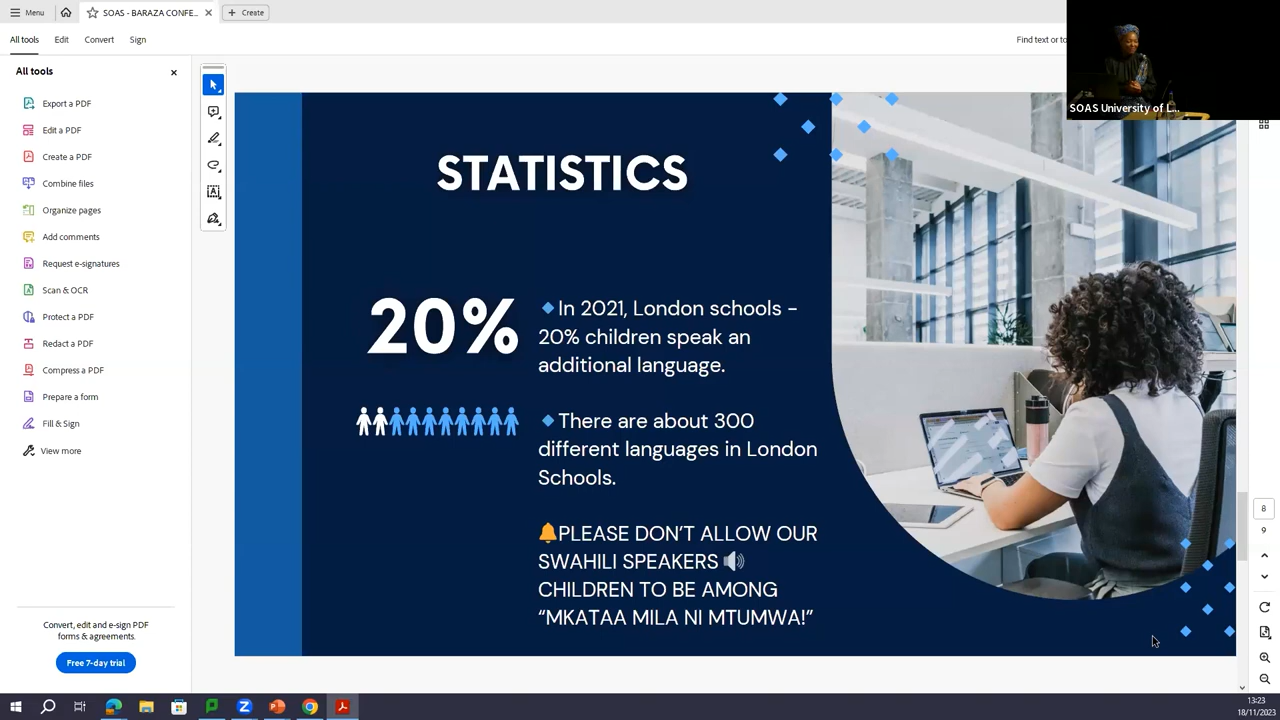 Menu
SOAS - BARAZA CONFE...
Create
All tools
Edit
Convert
Sign
Find text or to
SOAS University of L...
All tools
Export a PDF
Edit a PDF
Create a PDF
Combine files
Organize pages
Add comments
Request e-signatures
Scan & OCR
Protect a PDF
Redact a PDF
Compress a PDF
Prepare a form
Fill & Sign
View more
Convert, edit and e-sign PDF
forms & agreements.
Free 7-day trial
STATISTICS
20%
In 2021, London schools -
20% children speak an
additional language.
There are about 300
different languages in London
Schools.
PLEASE DON'T ALLOW OUR
SWAHILI SPEAKERS
CHILDREN TO BE AMONG
“MKATAA MILA NI MTUMWA!”
8
9
13:23
18/11/2023